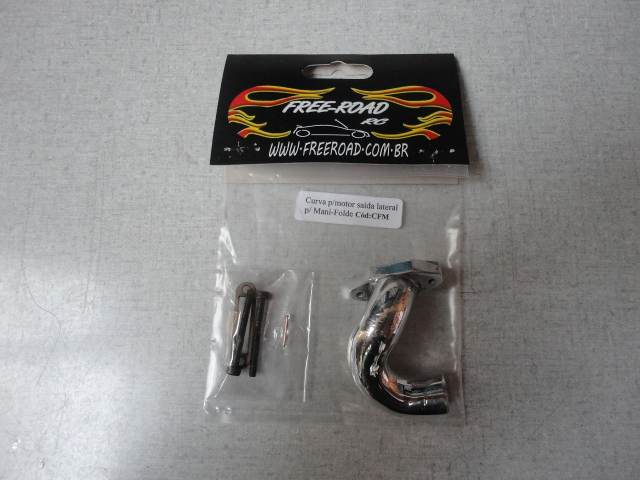 FREE-ROAD
RC
WWW.FREEROAD.COM.BR
Curva p/motor saida lateral
p/ Mani-Folde Cód:CFM